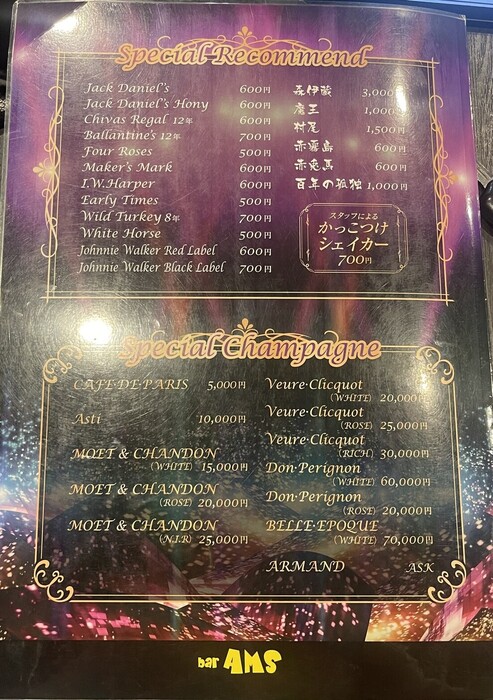 Special Recommend
Jack Daniel's 600円
Jack Daniel's Hony 600円
Chivas Regal 12年 600円
Ballantine's 12年 700円
Four Roses 500円
Maker's Mark 600円
I.W.Harper 600円
Early Times 500円
Wild Turkey 8年 700円
White Horse 500円
Johnnie Walker Red Label 600円
Johnnie Walker Black Label 700円
森伊蔵 3,000円
魔王 1,000円
村尾 1,500円
赤霧島 600円
赤兎馬 600円
百年の孤独 1,000円
スタッフによる
かっこつけ
シェイカー
700円
Special Champagne
CAFE·DE·PARIS 5,000円
Asti 10,000円
MOET & CHANDON
(WHITE) 15,000円
MOET & CHANDON
(ROSE) 20,000円
MOET & CHANDON
(N.I.R) 25,000円
Veure·Clicquot
(WHITE) 20,000円
Veure·Clicquot
(ROSE) 25,000円
Veure·Clicquot
(RICH) 30,000円
Don·Perignon
(WHITE) 60,000円
Don·Perignon
(ROSE) 20,000円
BELLE·EPOQUE
(WHITE) 70,000円
ARMAND ASK
bar AMS